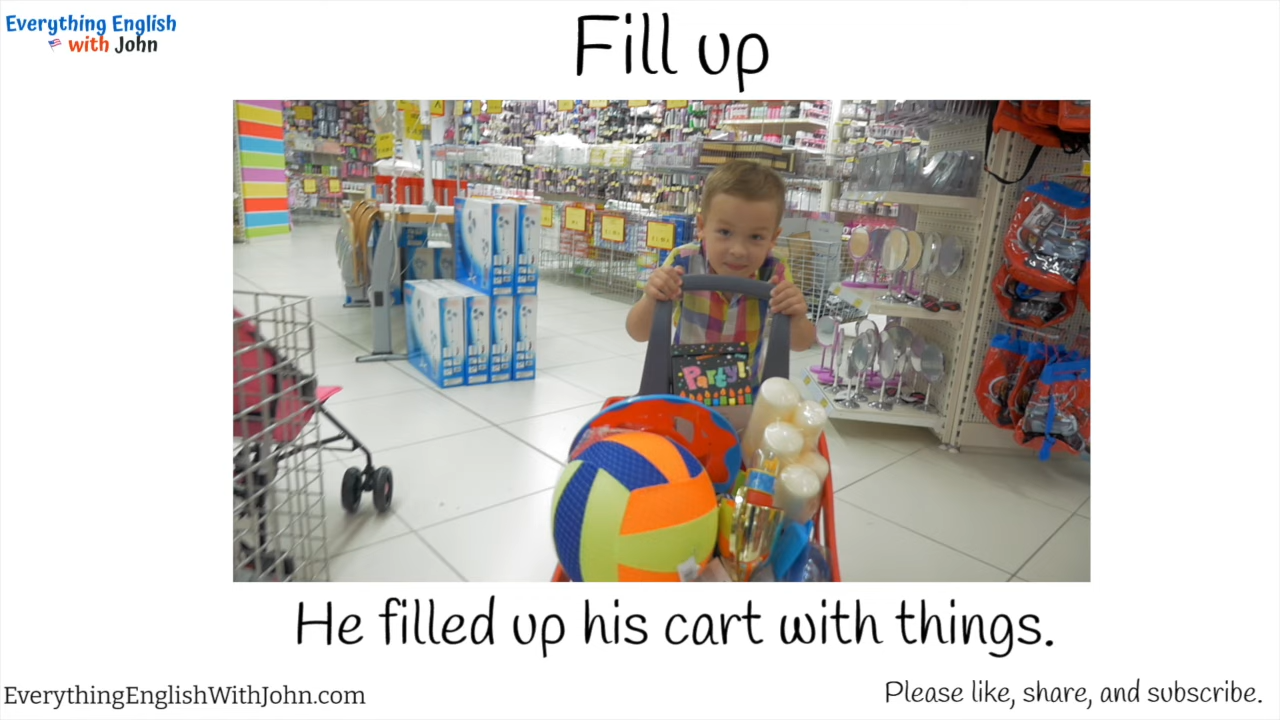 Everything English
with John
Fill up
Party!
He filled up his cart with things.
EverythingEnglishWithJohn.com
Please like, share, and subscribe.